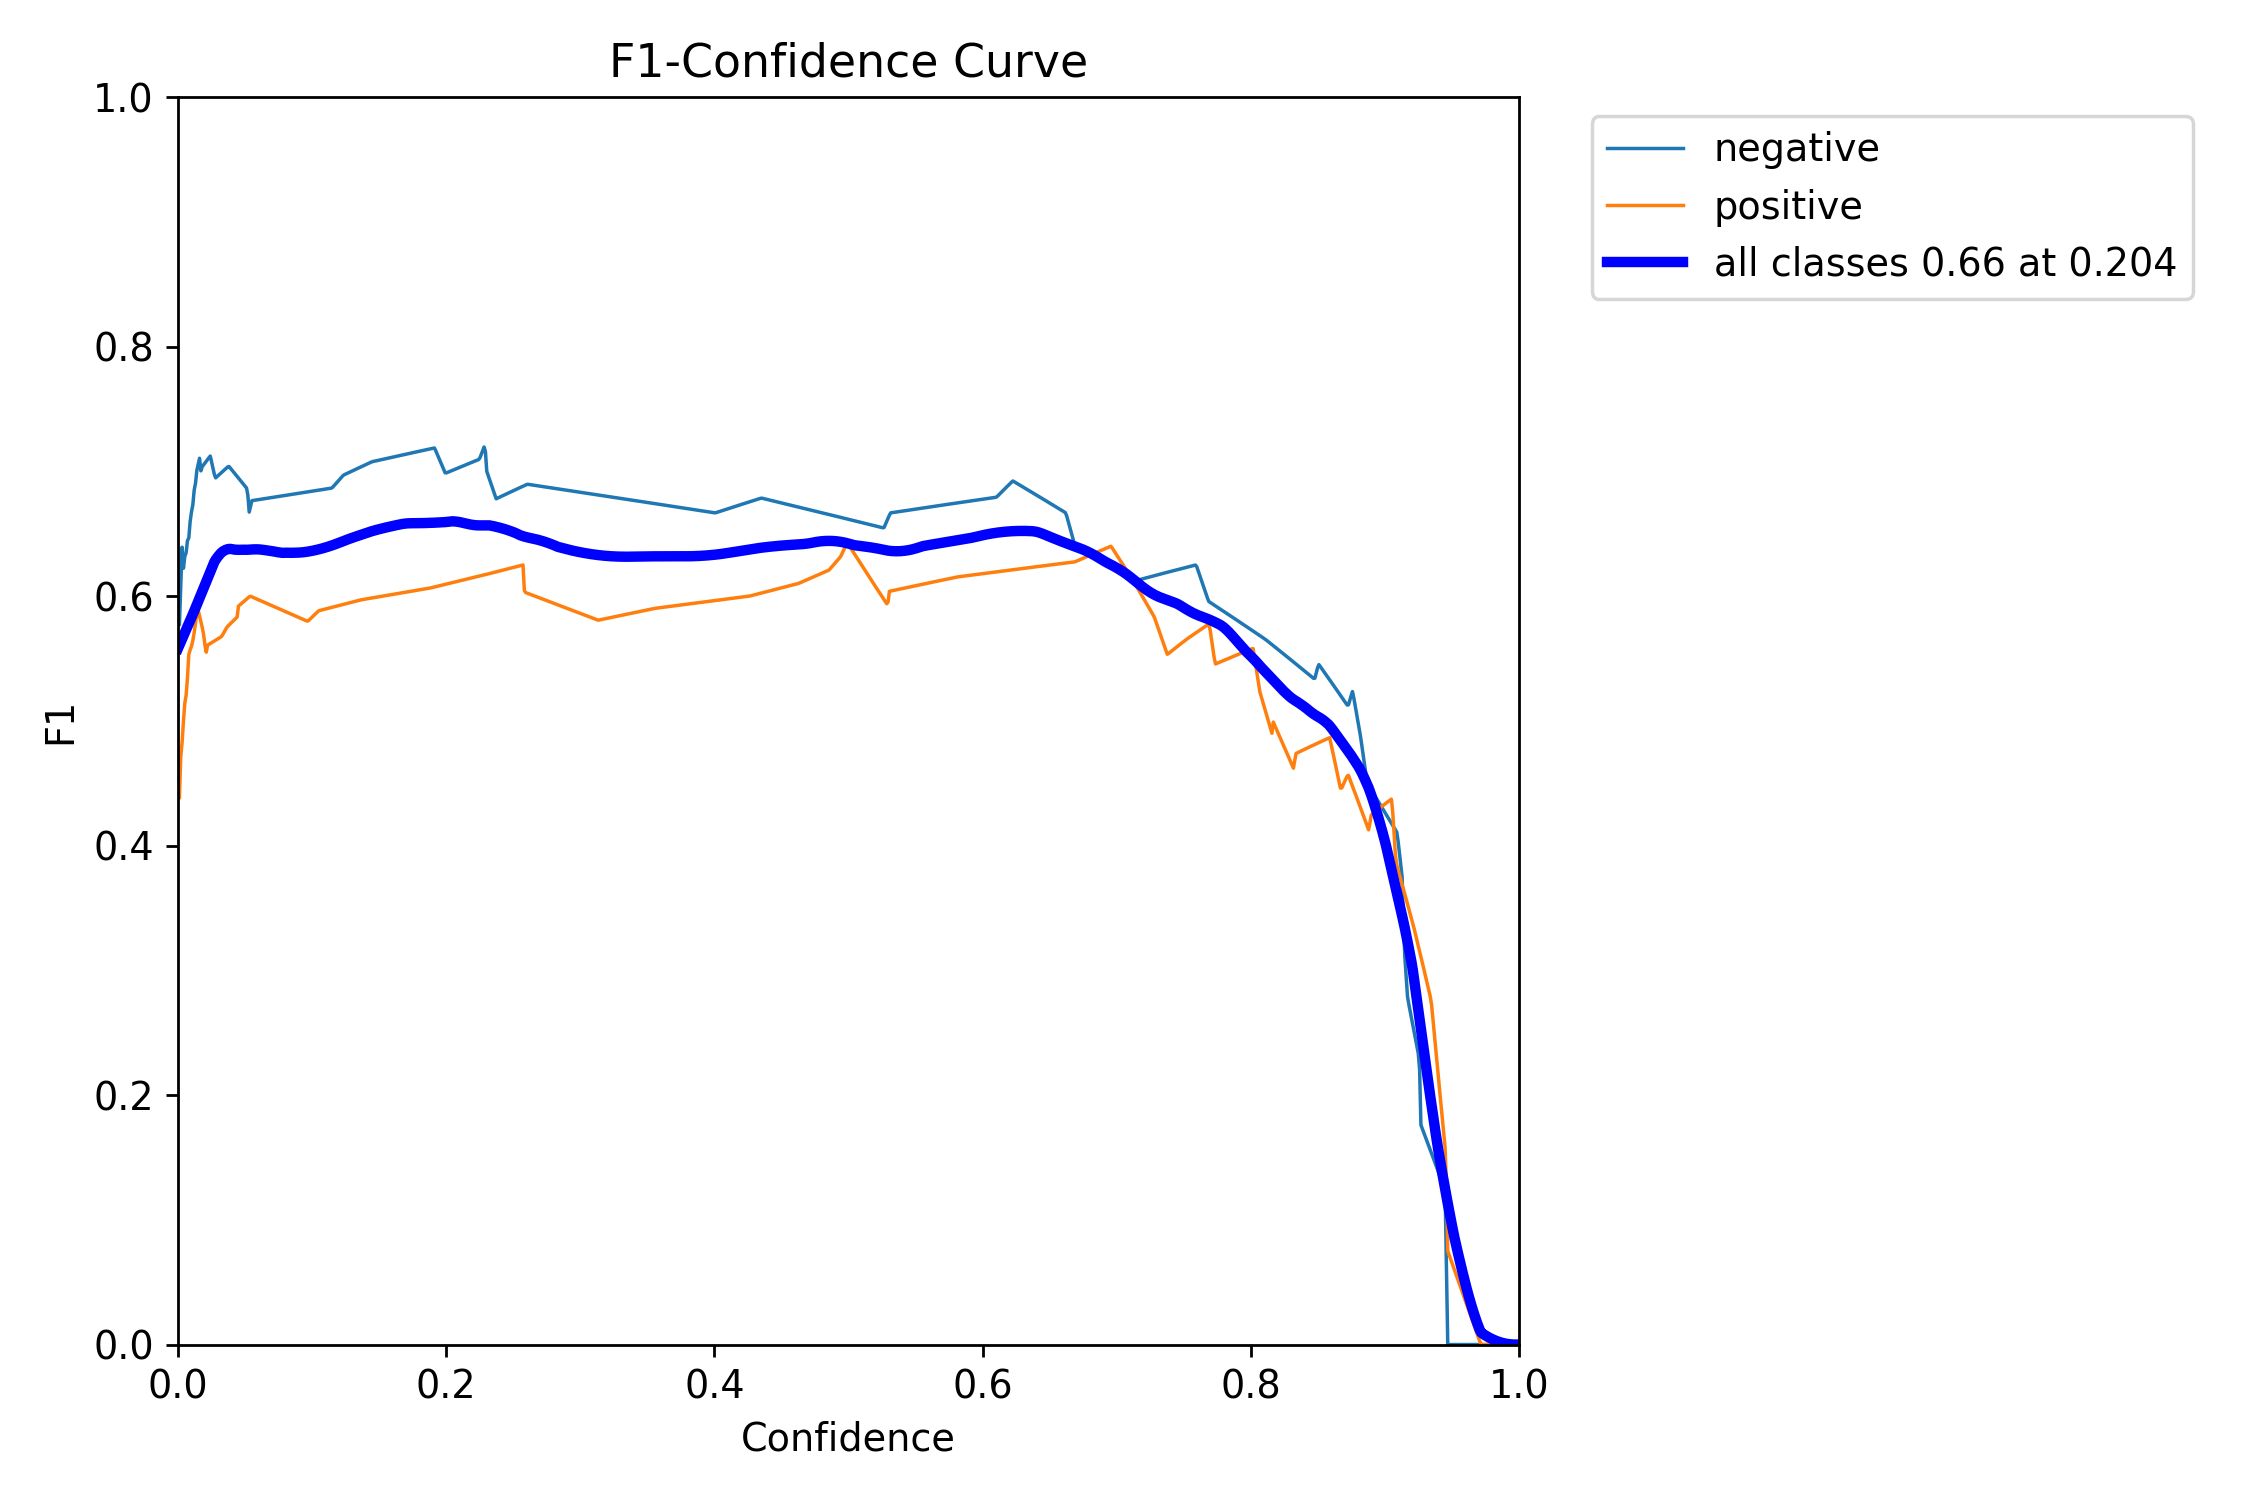 F1-Confidence Curve
1.0
0.8
0.6
0.4
0.2
0.0
F1
0.0 0.2 0.4 0.6 0.8 1.0
Confidence
negative
positive
all classes 0.66 at 0.204